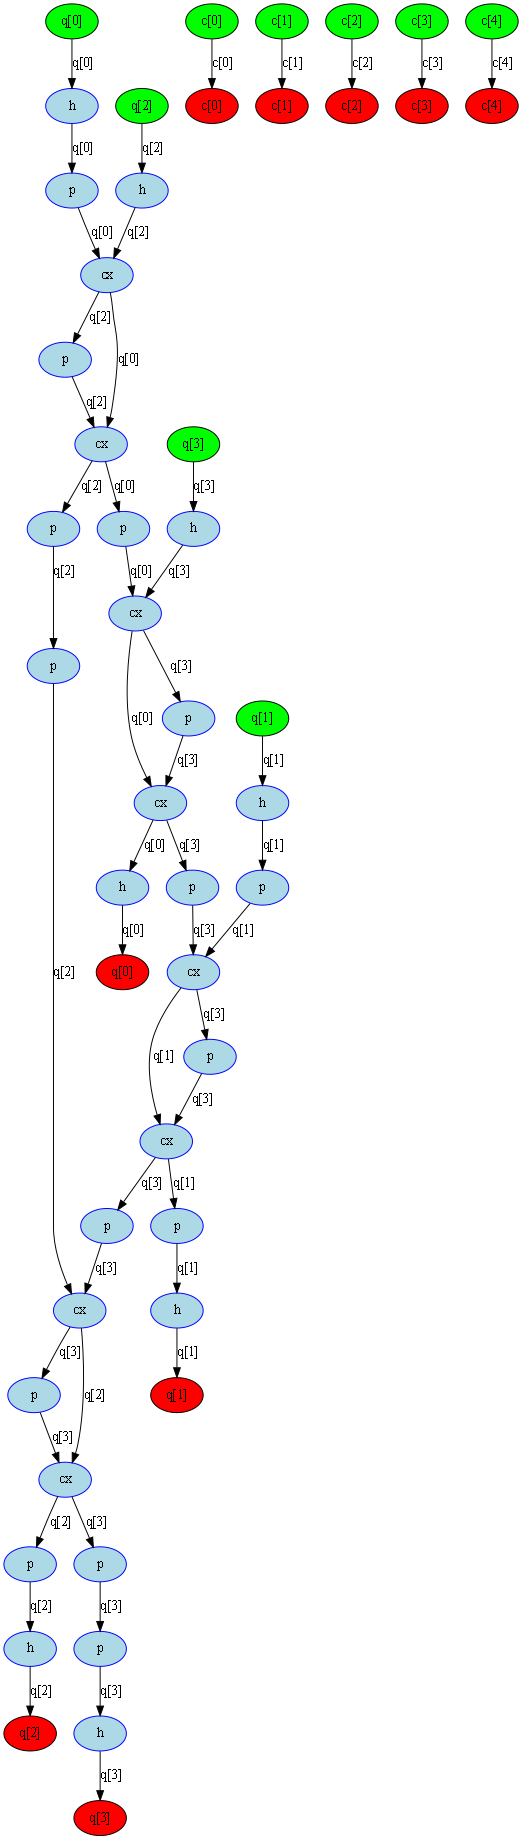 q[0] c[0] c[1] c[2] c[3] c[4]
q[0] c[0] c[1] c[2] c[3] c[4]
h q[2] c[0] c[1] c[2] c[3] c[4]
q[0] q[2]
p h
q[0] q[2]
cx
q[2]
p q[0]
q[2]
cx q[3]
q[2] q[0] q[3]
p p h
q[2] q[0] q[3]
cx
p q[3]
q[0] p q[1]
q[3] q[1]
cx h
q[0] q[3] q[1]
h p p
q[0] q[3] q[1]
q[0] cx
q[2]
q[3]
q[1] p
q[3]
cx
q[3] q[1]
p p
q[3] q[1]
cx h
q[3] q[1]
p q[2] q[1]
q[3]
cx
q[2] q[3]
p p
q[2] q[3]
h p
q[2] q[3]
q[2] h
q[3]
q[3]